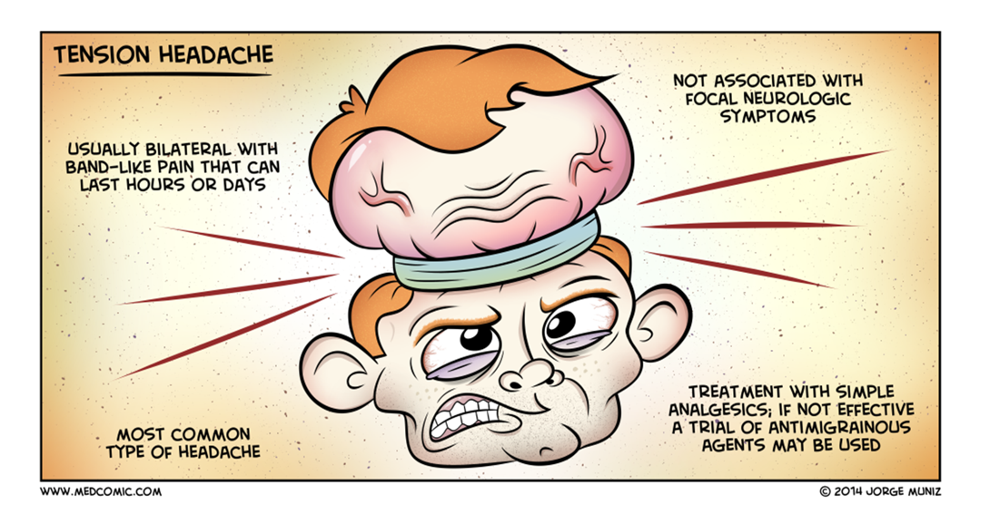 TENSION HEADACHE
USUALLY BILATERAL WITH
BAND-LIKE PAIN THAT CAN
LAST HOURS OR DAYS
NOT ASSOCIATED WITH
FOCAL NEUROLOGIC
SYMPTOMS
MOST COMMON
TYPE OF HEADACHE
TREATMENT WITH SIMPLE
ANALGESICS; IF NOT EFFECTIVE
A TRIAL OF ANTIMIGRAINOUS
AGENTS MAY BE USED
WWW.MEDCOMIC.COM
© 2014 JORGE MUNIZ